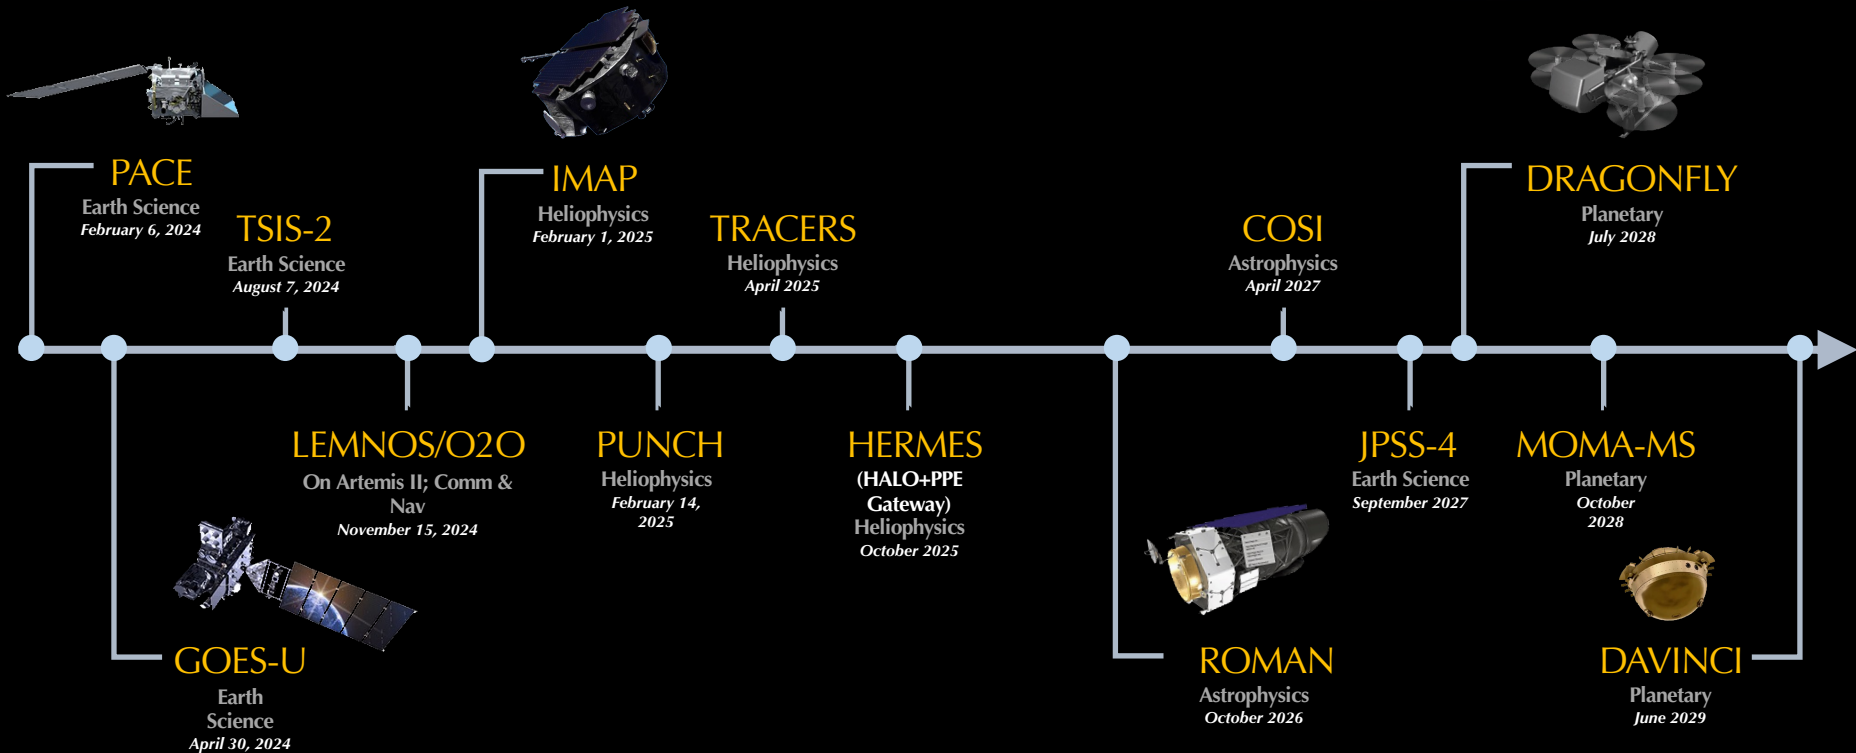 PACE
Earth Science
February 6, 2024
GOES-U
Earth
Science
April 30, 2024
TSIS-2
Earth Science
August 7, 2024
LEMNOS/O2O
On Artemis II; Comm &
Nav
November 15, 2024
IMAP
Heliophysics
February 1, 2025
PUNCH
Heliophysics
February 14,
2025
TRACERS
Heliophysics
April 2025
HERMES
(HALO+PPE
Gateway)
Heliophysics
October 2025
ROMAN
Astrophysics
October 2026
COSI
Astrophysics
April 2027
JPSS-4
Earth Science
September 2027
DRAGONFLY
Planetary
July 2028
MOMA-MS
Planetary
October
2028
DAVINCI
Planetary
June 2029